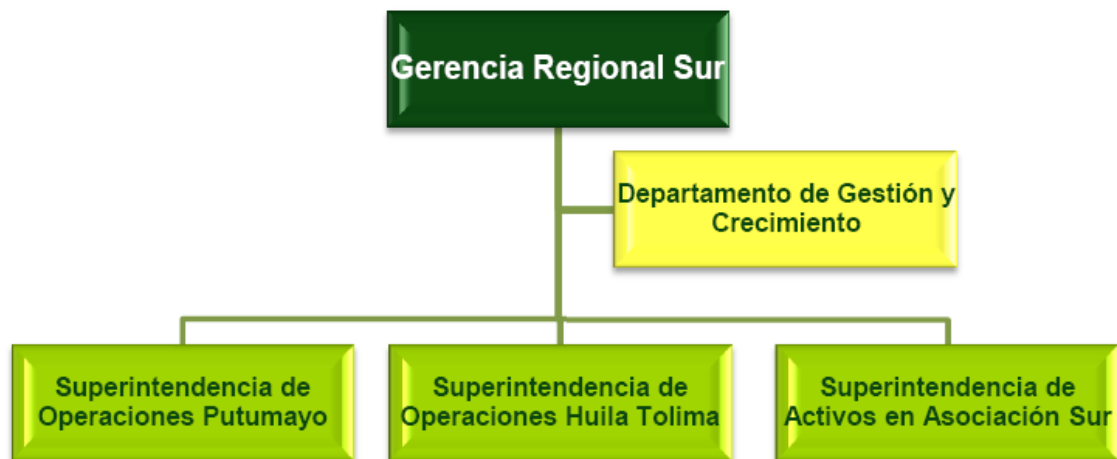 Gerencia Regional Sur
Departamento de Gestión y
Crecimiento
Superintendencia de
Operaciones Putumayo
Superintendencia de
Operaciones Huila Tolima
Superintendencia de
Activos en Asociación Sur